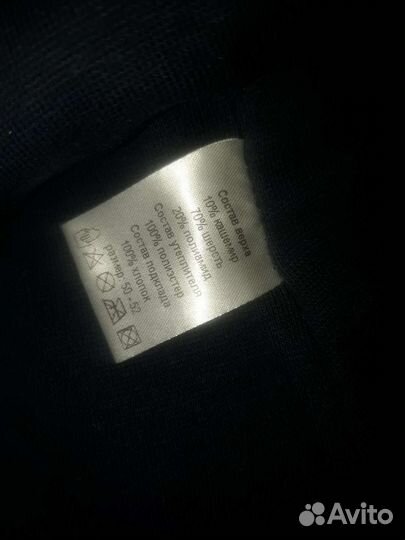 Состав верха
10% кашемир
70% шерсть
20% полиамид
Состав утеплителя
100% полиэстер
Состав подклада
100% хлопок
размер: 50 - 52
Avito